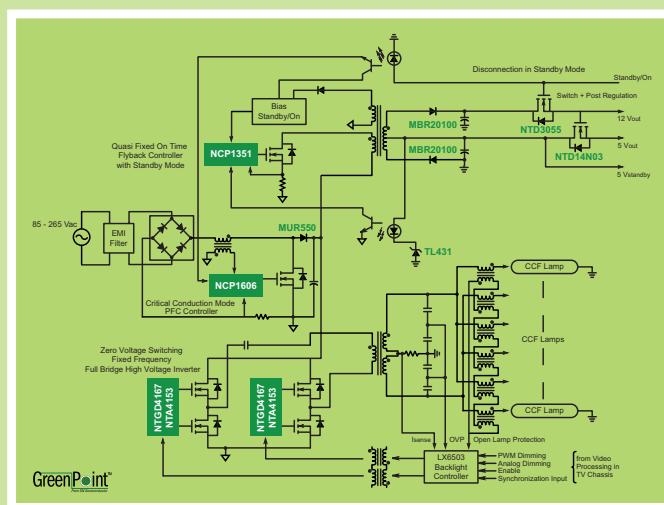 Disconnection in Standby Mode
Standby/On
Switch + Post Regulation
Bias
Standby/On
12 Vout
MBR20100
NTD3055
5 Vout
NTD14N03
Quasi Fixed On Time
Flyback Controller
with Standby Mode
NCP1351
MBR20100
5 Vstandby
85 - 265 Vac
EMI
Filter
MUR550
TL431
NCP1606
CCF Lamp
Critical Conduction Mode
PFC Controller
CCF Lamps
Zero Voltage Switching
Fixed Frequency
Full Bridge High Voltage Inverter
NTGD4167
NTA4153
NTGD4167
NTA4153
CCF Lamp
Isense
OVP
Open Lamp Protection
LX6503
Backlight
Controller
PWM Dimming
Analog Dimming
Enable
Synchronization Input
from Video
Processing in
TV Chassis
GreenPoint™
From ON Semiconductor